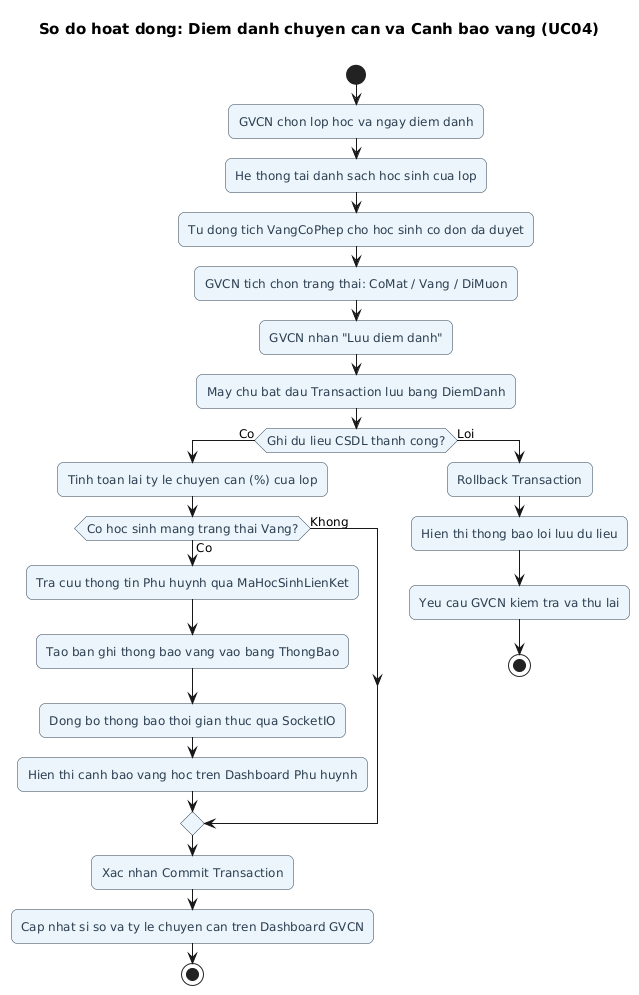 So do hoat dong: Diem danh chuyen can va Canh bao vang (UC04)
GVCN chon lop hoc va ngay diem danh
He thong tai danh sach hoc sinh cua lop
Tu dong tich VangCoPhep cho hoc sinh co don da duyet
GVCN tich chon trang thai: CoMat / Vang / DiMuon
GVCN nhan "Luu diem danh"
May chu bat dau Transaction luu bang DiemDanh
Ghi du lieu CSDL thanh cong?
Co
Loi
Tinh toan lai ty le chuyen can (%) cua lop
Co hoc sinh mang trang thai Vang?
Khong
Co
Tra cuu thong tin Phu huynh qua MaHocSinhLienKet
Tao ban ghi thong bao vang vao bang ThongBao
Dong bo thong bao thoi gian thuc qua SocketIO
Hien thi canh bao vang hoc tren Dashboard Phu huynh
Xac nhan Commit Transaction
Cap nhat si so va ty le chuyen can tren Dashboard GVCN
Rollback Transaction
Hien thi thong bao loi luu du lieu
Yeu cau GVCN kiem tra va thu lai